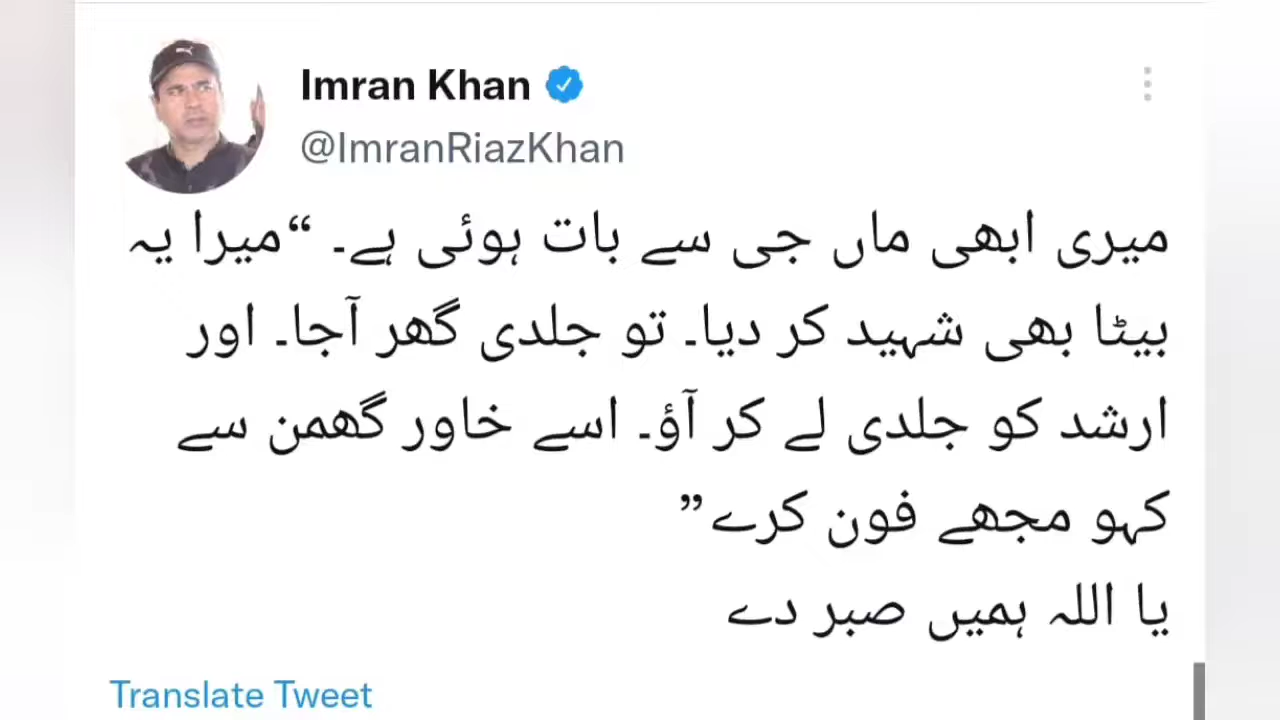 Imran Khan
@ImranRiazKhan
میری ابھی ماں جی سے بات ہوئی ہے۔ “میرا یہ
بیٹا بھی شہید کر دیا۔ تو جلدی گھر آجا۔ اور
ارشد کو جلدی لے کر آؤ۔ اسے خاور گھمن سے
کہو مجھے فون کرے”
یا اللہ ہمیں صبر دے
Translate Tweet